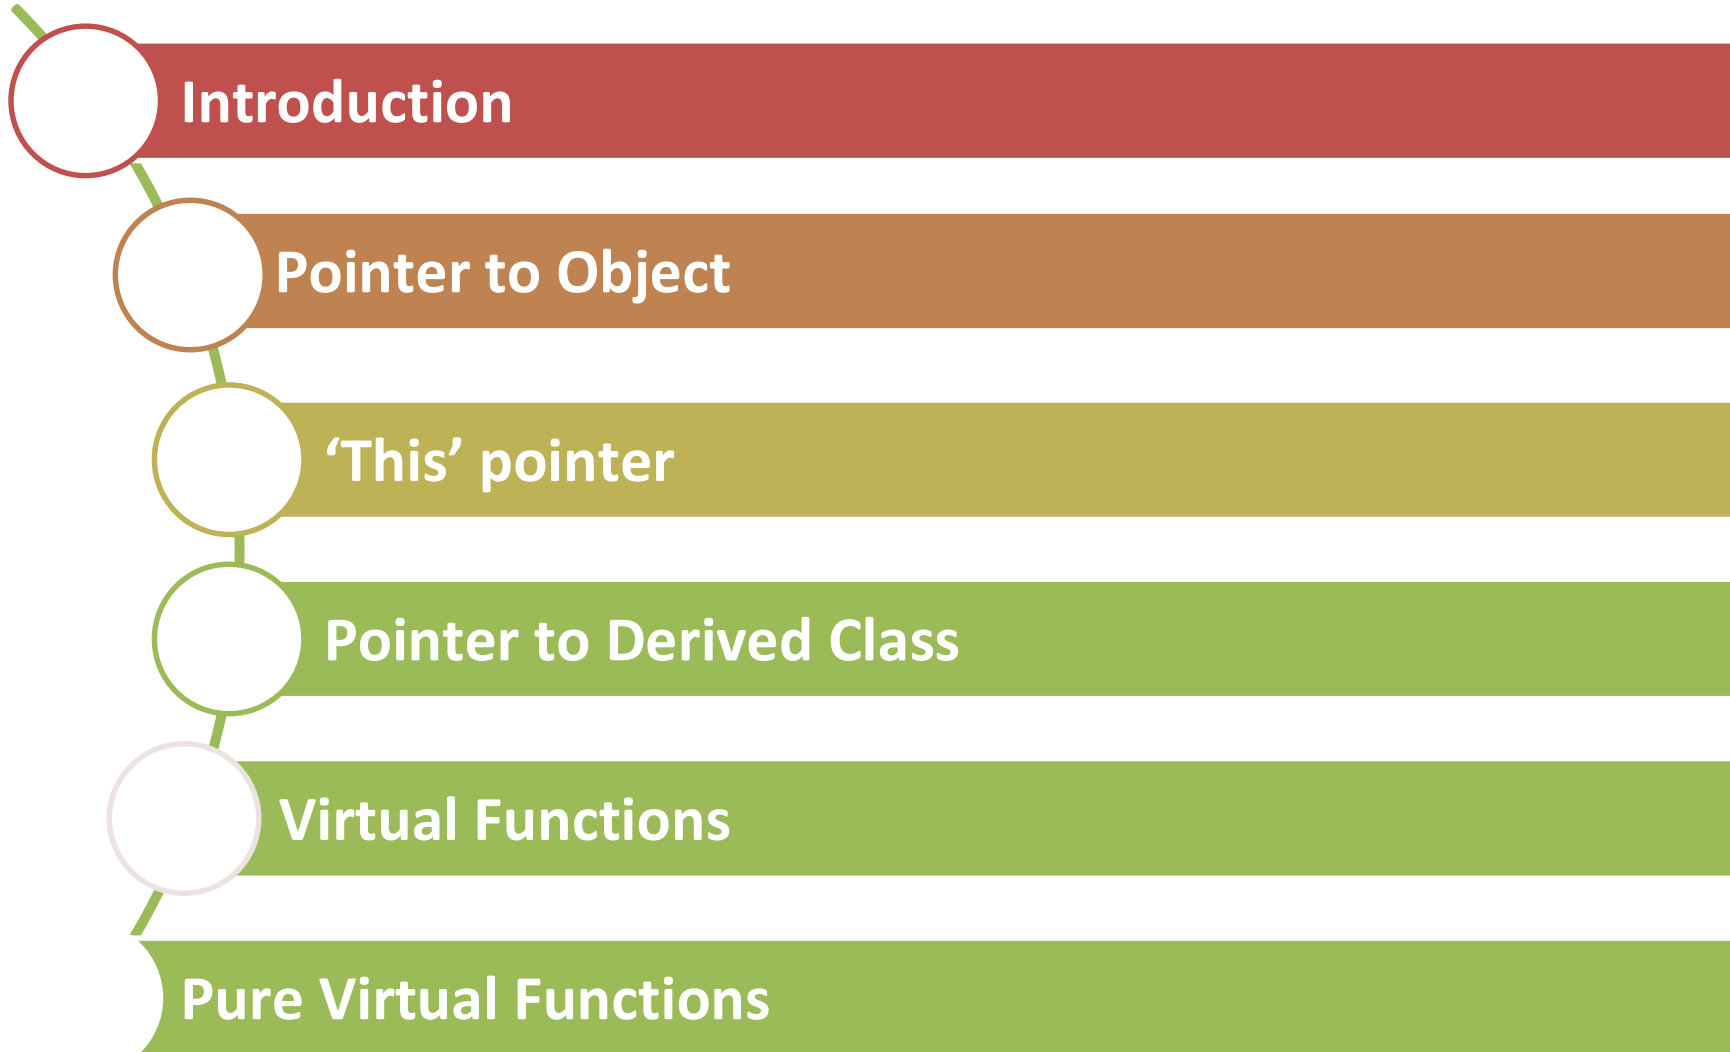 Introduction
Pointer to Object
‘This’ pointer
Pointer to Derived Class
Virtual Functions
Pure Virtual Functions